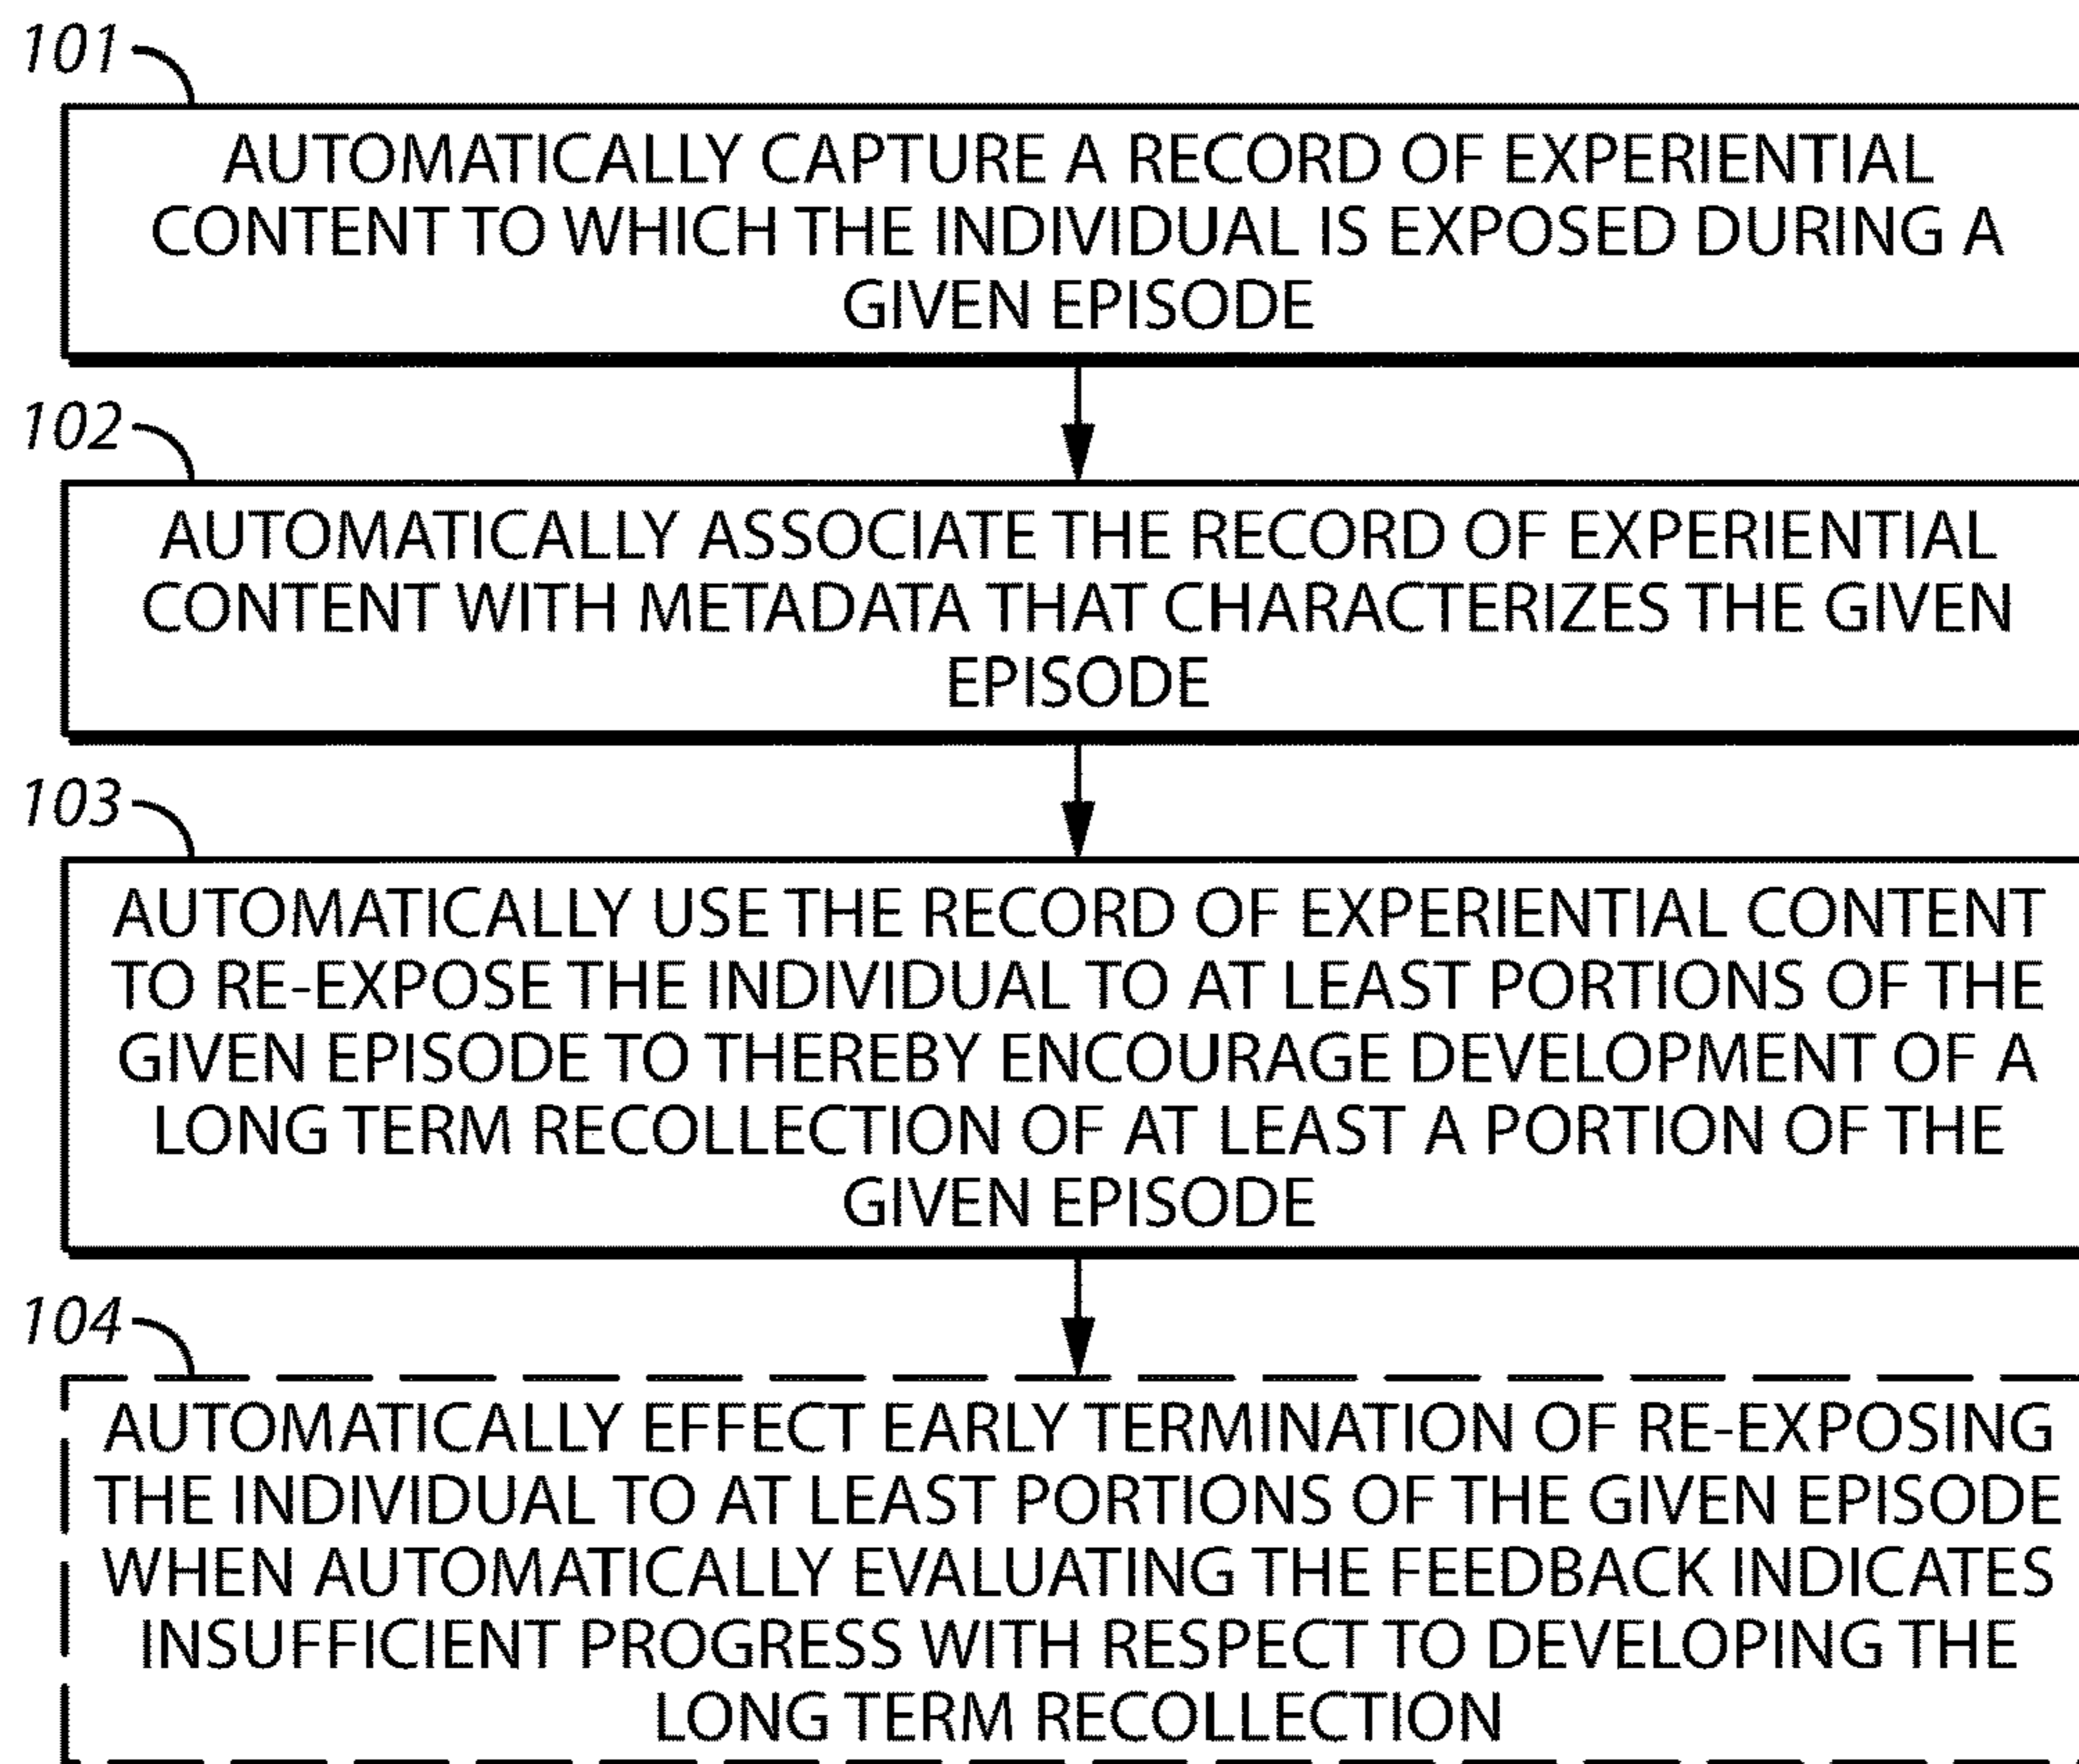 101
AUTOMATICALLY CAPTURE A RECORD OF EXPERIENTIAL
CONTENT TO WHICH THE INDIVIDUAL IS EXPOSED DURING A
GIVEN EPISODE
102
AUTOMATICALLY ASSOCIATE THE RECORD OF EXPERIENTIAL
CONTENT WITH METADATA THAT CHARACTERIZES THE GIVEN
EPISODE
103
AUTOMATICALLY USE THE RECORD OF EXPERIENTIAL CONTENT
TO RE-EXPOSE THE INDIVIDUAL TO AT LEAST PORTIONS OF THE
GIVEN EPISODE TO THEREBY ENCOURAGE DEVELOPMENT OF A
LONG TERM RECOLLECTION OF AT LEAST A PORTION OF THE
GIVEN EPISODE
104
AUTOMATICALLY EFFECT EARLY TERMINATION OF RE-EXPOSING
THE INDIVIDUAL TO AT LEAST PORTIONS OF THE GIVEN EPISODE
WHEN AUTOMATICALLY EVALUATING THE FEEDBACK INDICATES
INSUFFICIENT PROGRESS WITH RESPECT TO DEVELOPING THE
LONG TERM RECOLLECTION